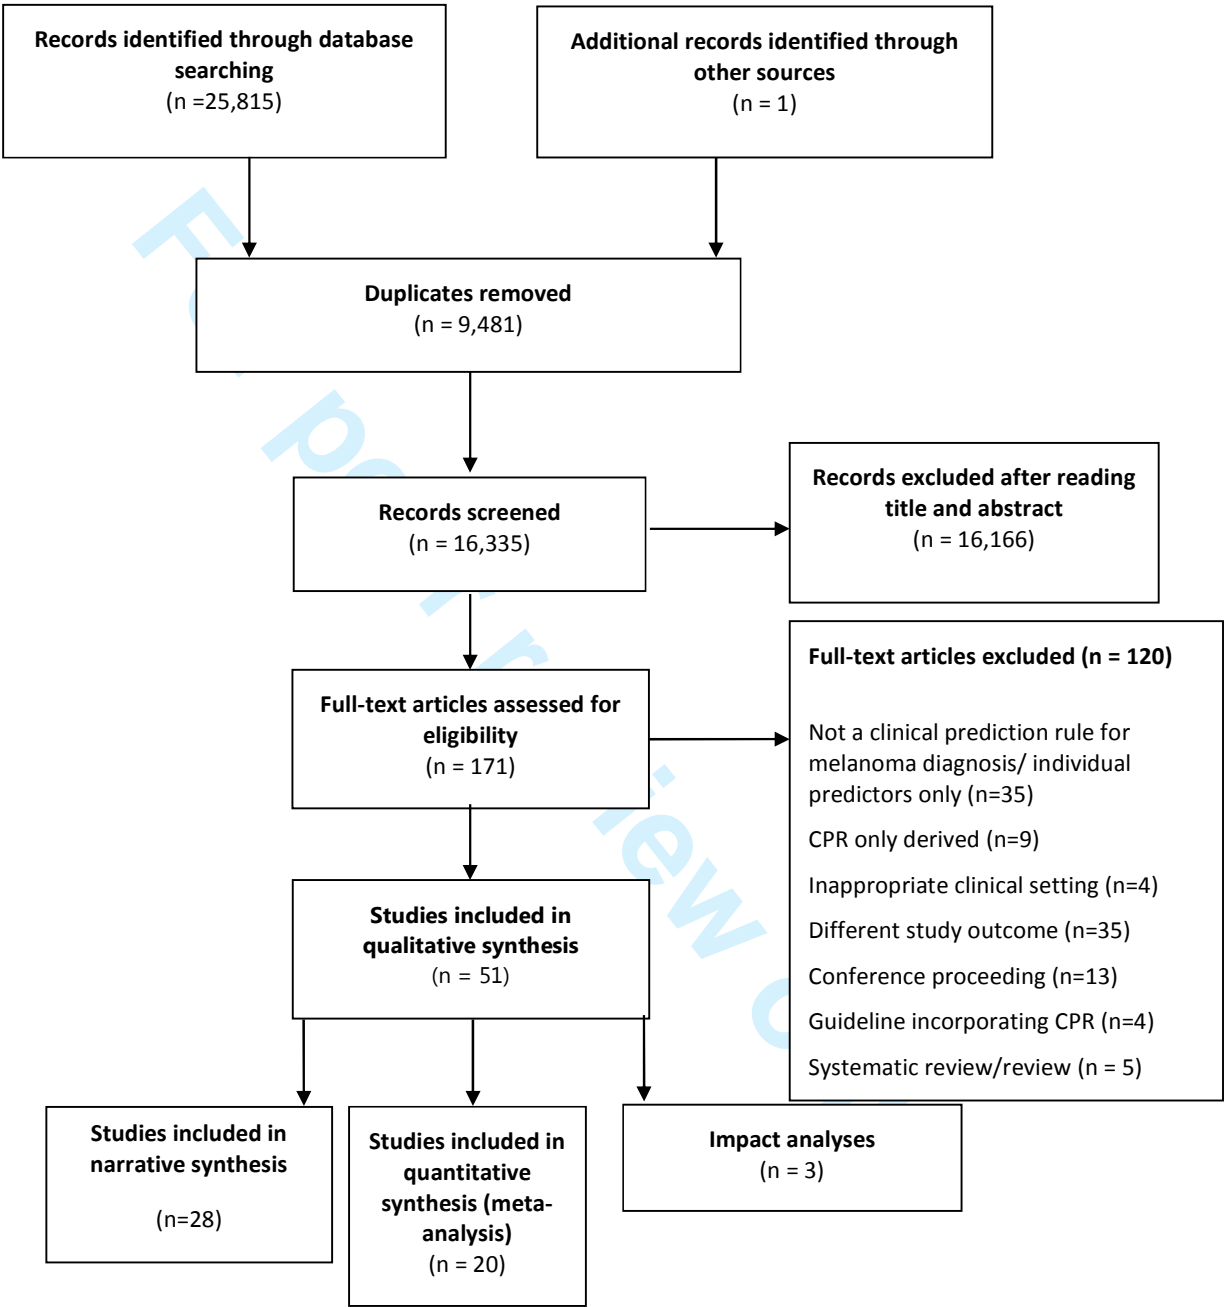 Records identified through database
searching
(n =25,815)
Additional records identified through
other sources
(n = 1)
Duplicates removed
(n = 9,481)
Records screened
(n = 16,335)
Records excluded after reading
title and abstract
(n = 16,166)
Full-text articles assessed for
eligibility
(n = 171)
Full-text articles excluded (n = 120)
Not a clinical prediction rule for
melanoma diagnosis/ individual
predictors only (n=35)
CPR only derived (n=9)
Inappropriate clinical setting (n=4)
Different study outcome (n=35)
Conference proceeding (n=13)
Guideline incorporating CPR (n=4)
Systematic review/review (n = 5)
Studies included in
qualitative synthesis
(n = 51)
Studies included in
narrative synthesis
(n=28)
Studies included in
quantitative
synthesis (meta-
analysis)
(n = 20)
Impact analyses
(n = 3)